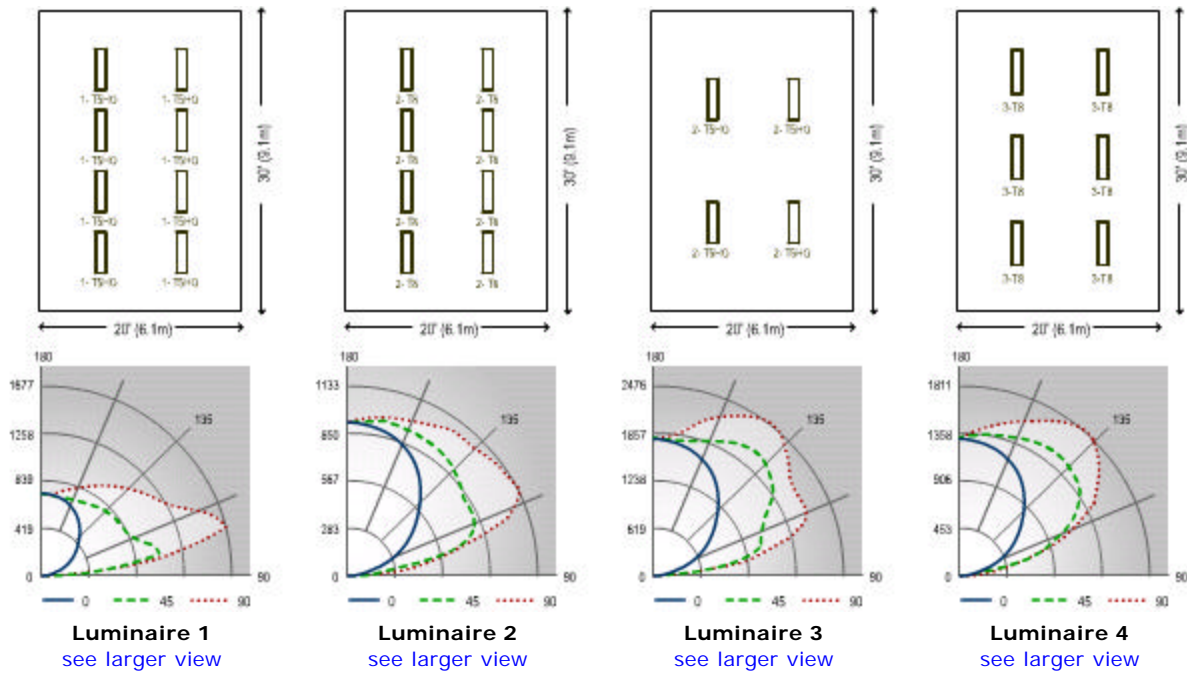 1- T5HO 1- T5HO
1- T5HO 1- T5HO
1- T5HO 1- T5HO
1- T5HO 1- T5HO
30' (9.1m)
20' (6.1m)
2- T8 2- T8
2- T8 2- T8
2- T8 2- T8
2- T8 2- T8
30' (9.1m)
20' (6.1m)
2- T5HO 2- T5HO
2- T5HO 2- T5HO
30' (9.1m)
20' (6.1m)
3-T8 3-T8
3-T8 3-T8
3-T8 3-T8
30' (9.1m)
20' (6.1m)
180
1677
135
1258
839
419
0 90
0 45 90
Luminaire 1
see larger view
180
1133
135
850
567
283
0 90
0 45 90
Luminaire 2
see larger view
180
2476
135
1857
1238
619
0 90
0 45 90
Luminaire 3
see larger view
180
1811
135
1358
906
453
0 90
0 45 90
Luminaire 4
see larger view